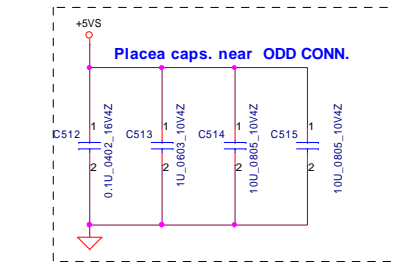 +5VS
Placea caps. near ODD CONN.
C512
1
2
0.1U_0402_16V4Z
C513
1
2
1U_0603_10V4Z
C514
1
2
10U_0805_10V4Z
C515
1
2
10U_0805_10V4Z